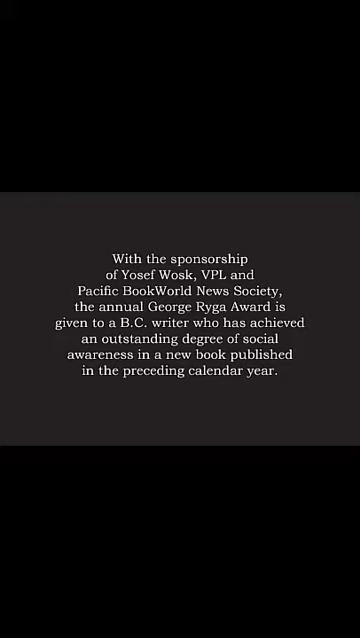 With the sponsorship
of Yosef Wosk, VPL and
Pacific BookWorld News Society,
the annual George Ryga Award is
given to a B.C. writer who has achieved
an outstanding degree of social
awareness in a new book published
in the preceding calendar year.